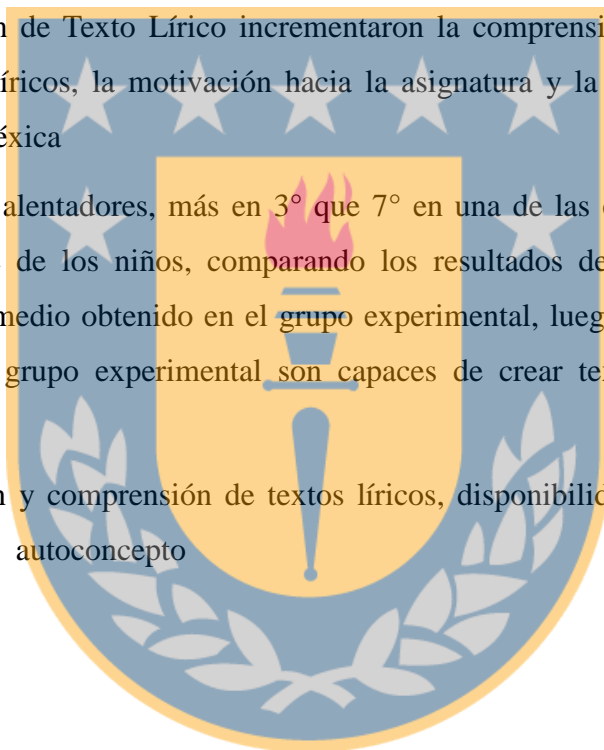 de Texto Lírico incrementaron la comprensi
íricos, la motivación hacia la asignatura y la
éxica
alentadores, más en 3° que 7° en una de las
de los niños, comparando los resultados de
medio obtenido en el grupo experimental, lueg
grupo experimental son capaces de crear te
y comprensión de textos líricos, disponibilid
autoconcepto